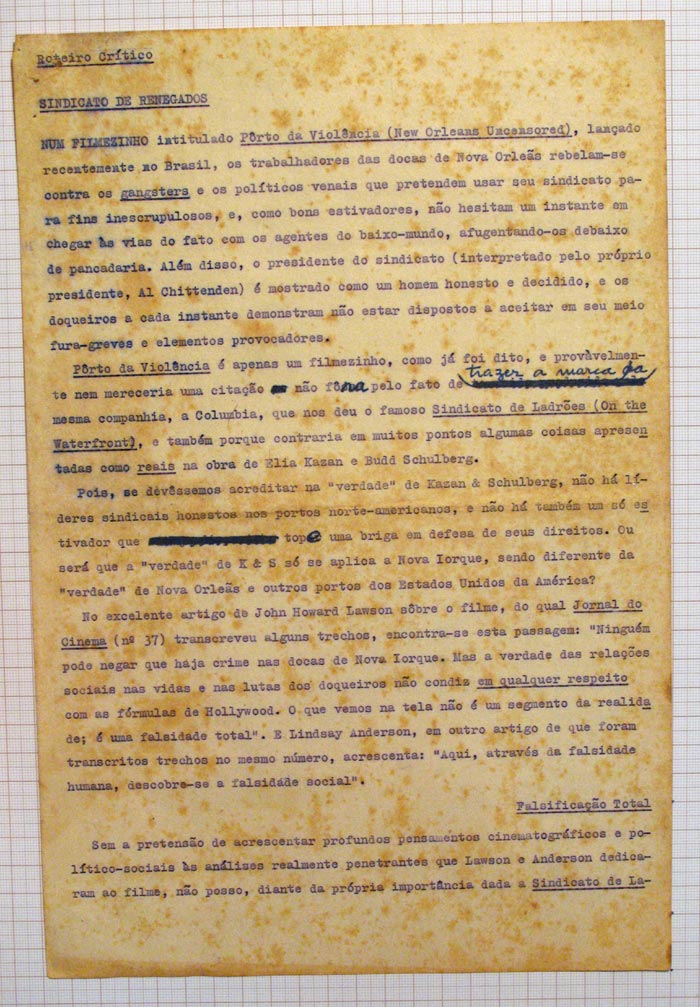 Roteiro Crítico
SINDICATO DE RENEGADOS
NUM FILMEZINHO intitulado Pôrto da Violência (New Orleans Uncensored), lançado
recentemente no Brasil, os trabalhadores das docas de Nova Orleãs rebelam-se
contra os gangsters e os políticos venais que pretendem usar seu sindicato pa-
ra fins inescrupulosos, e, como bons estivadores, não hesitam um instante em
chegar às vias do fato com os agentes do baixo-mundo, afugentando-os debaixo
de pancadaria. Além disso, o presidente do sindicato (interpretado pelo próprio
presidente, Al Chittenden) é mostrado como um homem honesto e decidido, e os
doqueiros a cada instante demonstram não estar dispostos a aceitar em seu meio
fura-greves e elementos provocadores.
Pôrto da Violência é apenas um filmezinho, como já foi dito, e provàvelmen-
te nem mereceria uma citação não fôra pelo fato de trazer a marca da
mesma companhia, a Columbia, que nos deu o famoso Sindicato de Ladrões (On the
Waterfront), e também porque contraria em muitos pontos algumas coisas apresen
tadas como reais na obra de Elia Kazan e Budd Schulberg.
Pois, se devêssemos acreditar na "verdade" de Kazan & Schulberg, não há lí-
deres sindicais honestos nos portos norte-americanos, e não há também um só es
tivador que tope uma briga em defesa de seus direitos. Ou
será que a "verdade" de K & S só se aplica a Nova Iorque, sendo diferente da
"verdade" de Nova Orleãs e outros portos dos Estados Unidos da América?
No excelente artigo de John Howard Lawson sôbre o filme, do qual Jornal do
Cinema (nº 37) transcreveu alguns trechos, encontra-se esta passagem: "Ninguém
pode negar que haja crime nas docas de Nova Iorque. Mas a verdade das relações
sociais nas vidas e nas lutas dos doqueiros não condiz em qualquer respeito
com as fórmulas de Hollywood. O que vemos na tela não é um segmento da realida
de; é uma falsidade total". E Lindsay Anderson, em outro artigo de que foram
transcritos trechos no mesmo número, acrescenta: "Aqui, através da falsidade
humana, descobre-se a falsidade social".
Falsificação Total
Sem a pretensão de acrescentar profundos pensamentos cinematográficos e po-
lítico-sociais às análises realmente penetrantes que Lawson e Anderson dedica-
ram ao filme, não posso, diante da própria importância dada a Sindicato de La-